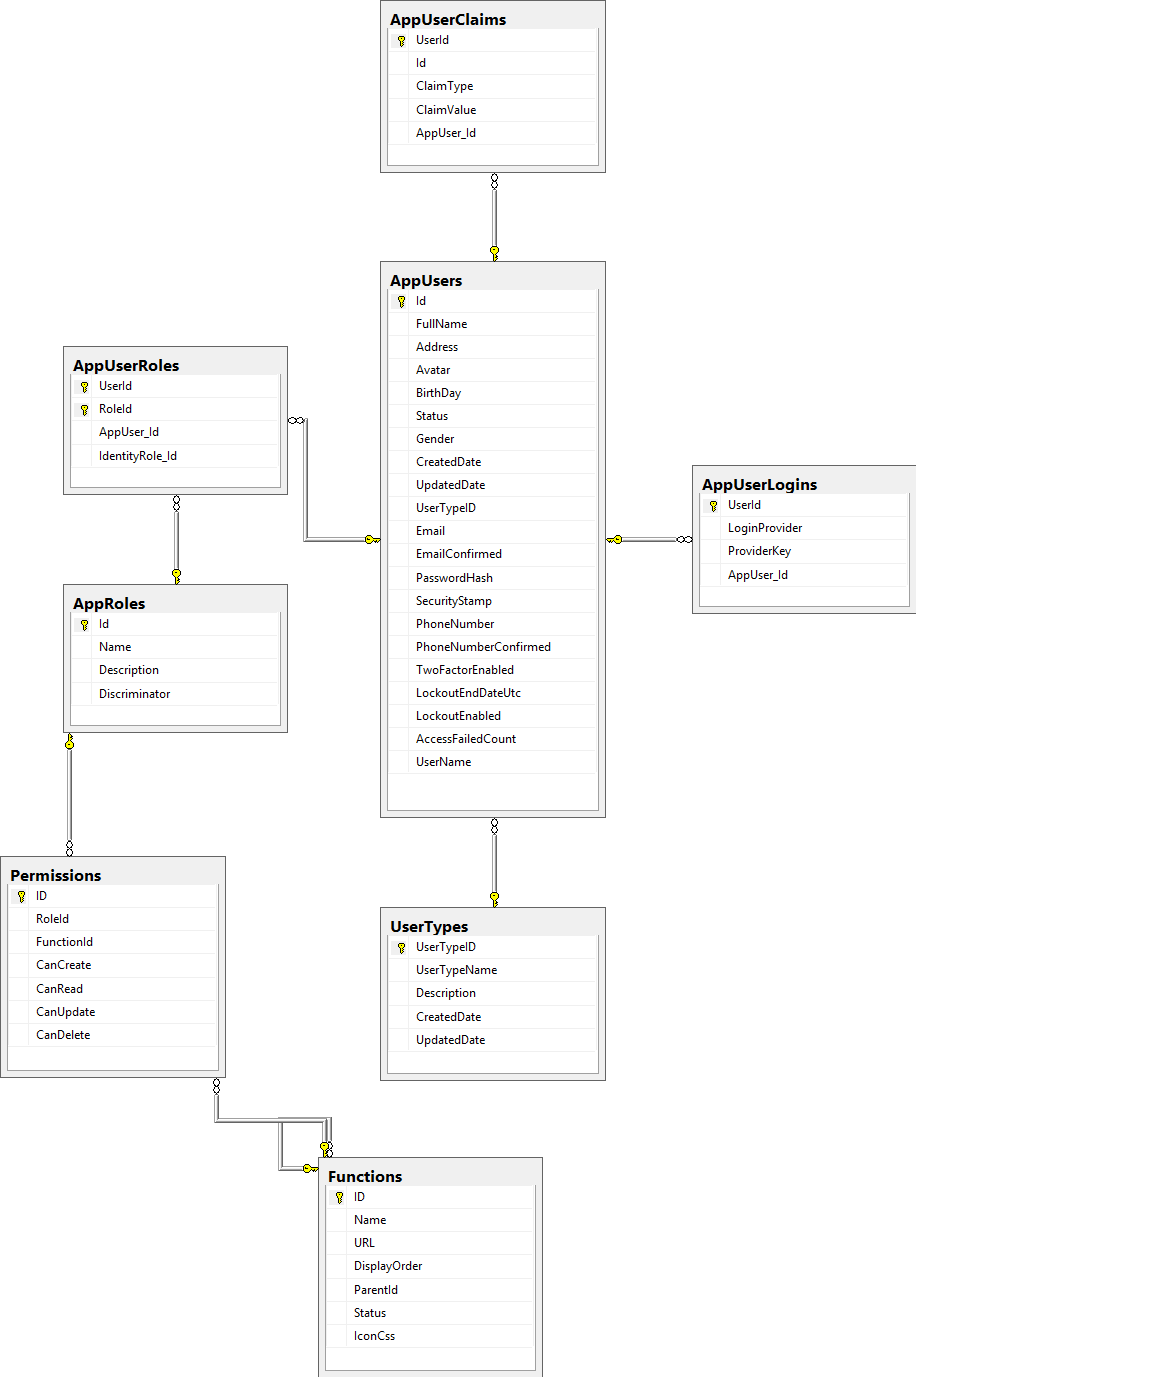 AppUserClaims
UserId
Id
ClaimType
ClaimValue
AppUser_Id
AppUsers
Id
FullName
Address
Avatar
BirthDay
Status
Gender
CreatedDate
UpdatedDate
UserTypeID
Email
EmailConfirmed
PasswordHash
SecurityStamp
PhoneNumber
PhoneNumberConfirmed
TwoFactorEnabled
LockoutEndDateUtc
LockoutEnabled
AccessFailedCount
UserName
AppUserRoles
UserId
RoleId
AppUser_Id
IdentityRole_Id
AppUserLogins
UserId
LoginProvider
ProviderKey
AppUser_Id
AppRoles
Id
Name
Description
Discriminator
Permissions
ID
RoleId
FunctionId
CanCreate
CanRead
CanUpdate
CanDelete
UserTypes
UserTypeID
UserTypeName
Description
CreatedDate
UpdatedDate
Functions
ID
Name
URL
DisplayOrder
ParentId
Status
IconCss